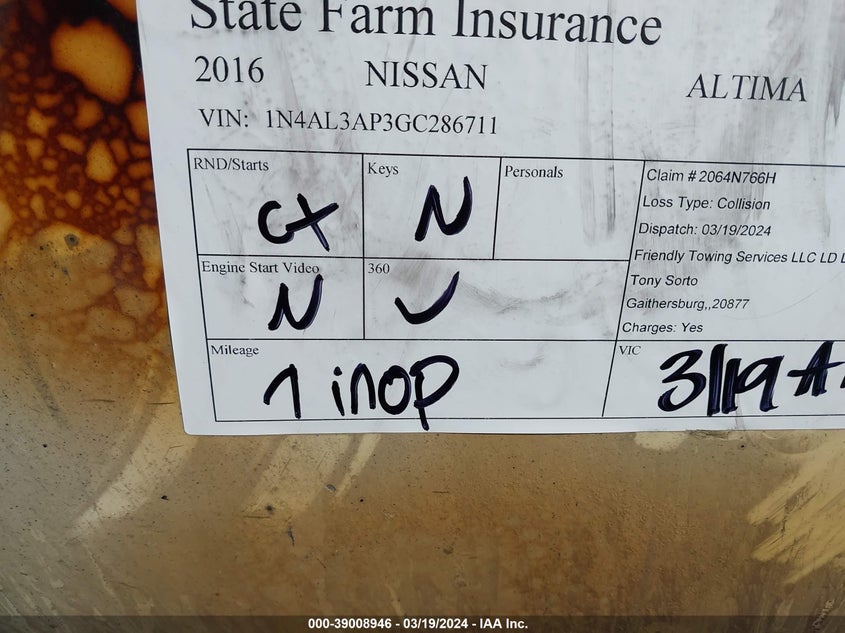 State Farm Insurance
2016 NISSAN ALTIMA
VIN: 1N4AL3AP3GC286711
RND/Starts
CX
Keys
N
Personals
Claim # 2064N766H
Loss Type: Collision
Dispatch: 03/19/2024
Friendly Towing Services LLC LD
Tony Sorto
Gaithersburg,,20877
Charges: Yes
Engine Start Video
N
360
✓
Mileage
1 inop
VIC
3/19 A
000-39008946 - 03/19/2024 - IAA Inc.